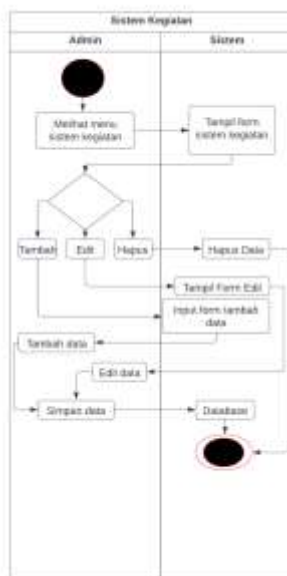 Sistem Kegiatan
Admin
Sistem
Melihat menu
sistem kegiatan
Tampil form
sistem kegiatan
Tambah
Edit
Hapus
Hapus Data
Tampil Form Edit
Input form tambah
data
Tambah data
Edit data
Simpan data
Database